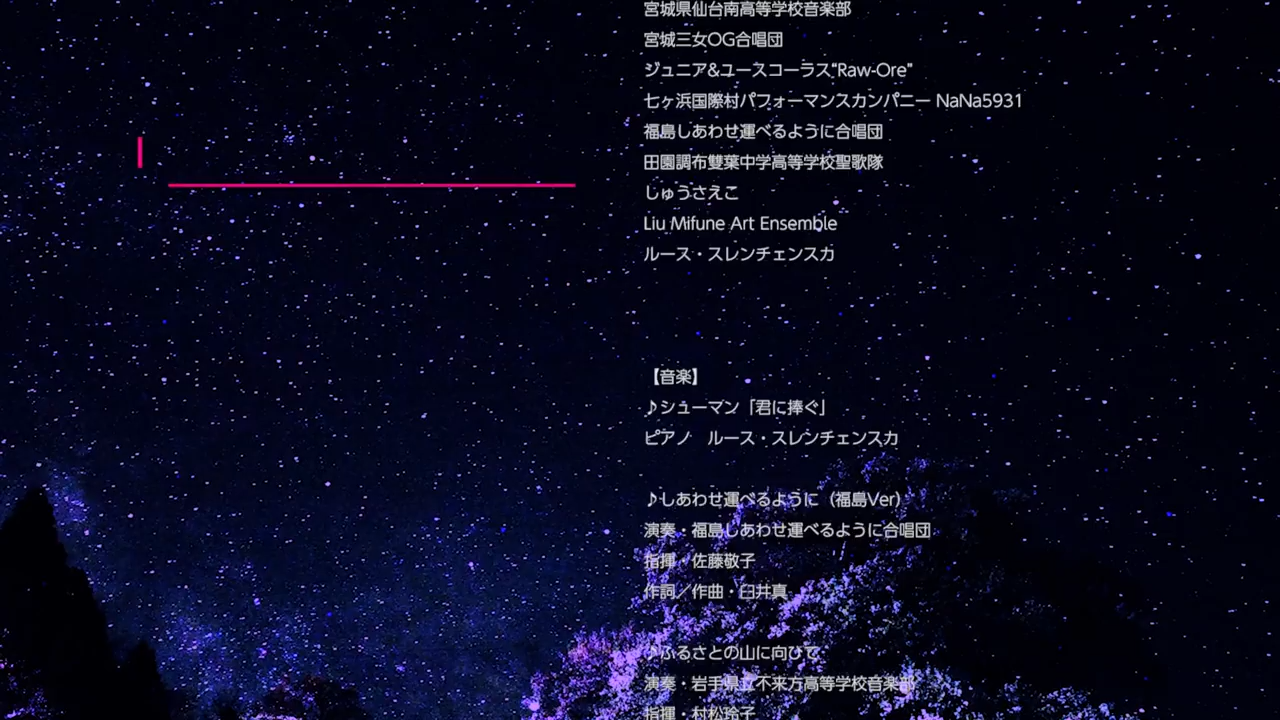 宮城県仙台南高等学校音楽部
宮城三女OG合唱団
ジュニア&ユースコーラス“Raw-Ore”
七ヶ浜国際村パフォーマンスカンパニー NaNa5931
福島しあわせ運べるように合唱団
田園調布雙葉中学高等学校聖歌隊
しゅうさえこ
Liu Mifune Art Ensemble
ルース・スレンチェンスカ
【音楽】
♪シューマン「君に捧ぐ」
ピアノ　ルース・スレンチェンスカ
♪しあわせ運べるように（福島Ver）
演奏・福島しあわせ運べるように合唱団
指揮・佐藤敬子
作詞／作曲・臼井真
♪ふるさとの山に向ひて
演奏・岩手県立不来方高等学校音楽部
指揮・村松玲子